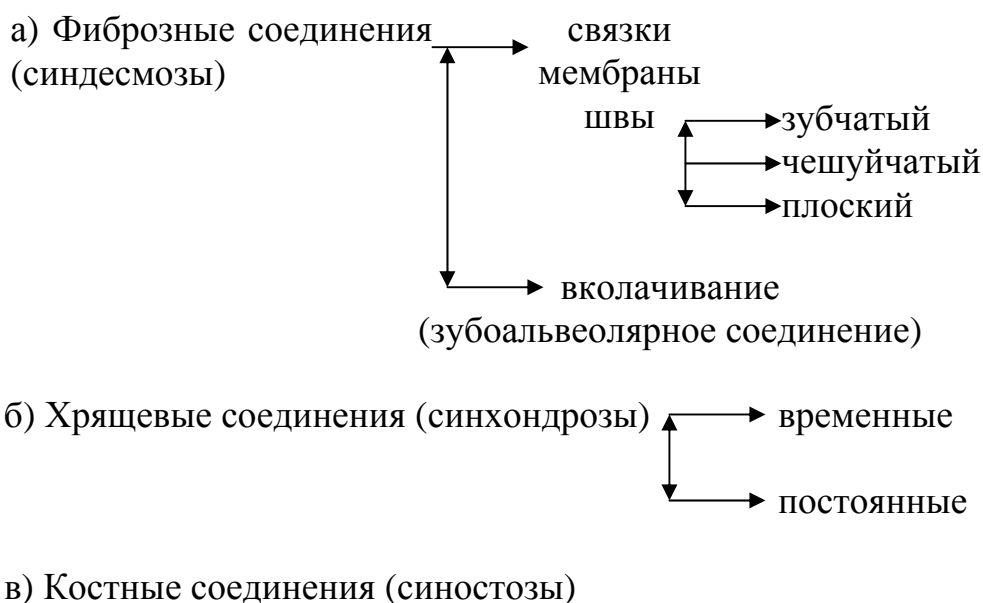 а) Фиброзные соединения связки
(синдесмозы) мембраны
швы зубчатый
чешуйчатый
плоский
вколачивание
(зубоальвеолярное соединение)
б) Хрящевые соединения (синхондрозы) временные
постоянные
в) Костные соединения (синостозы)